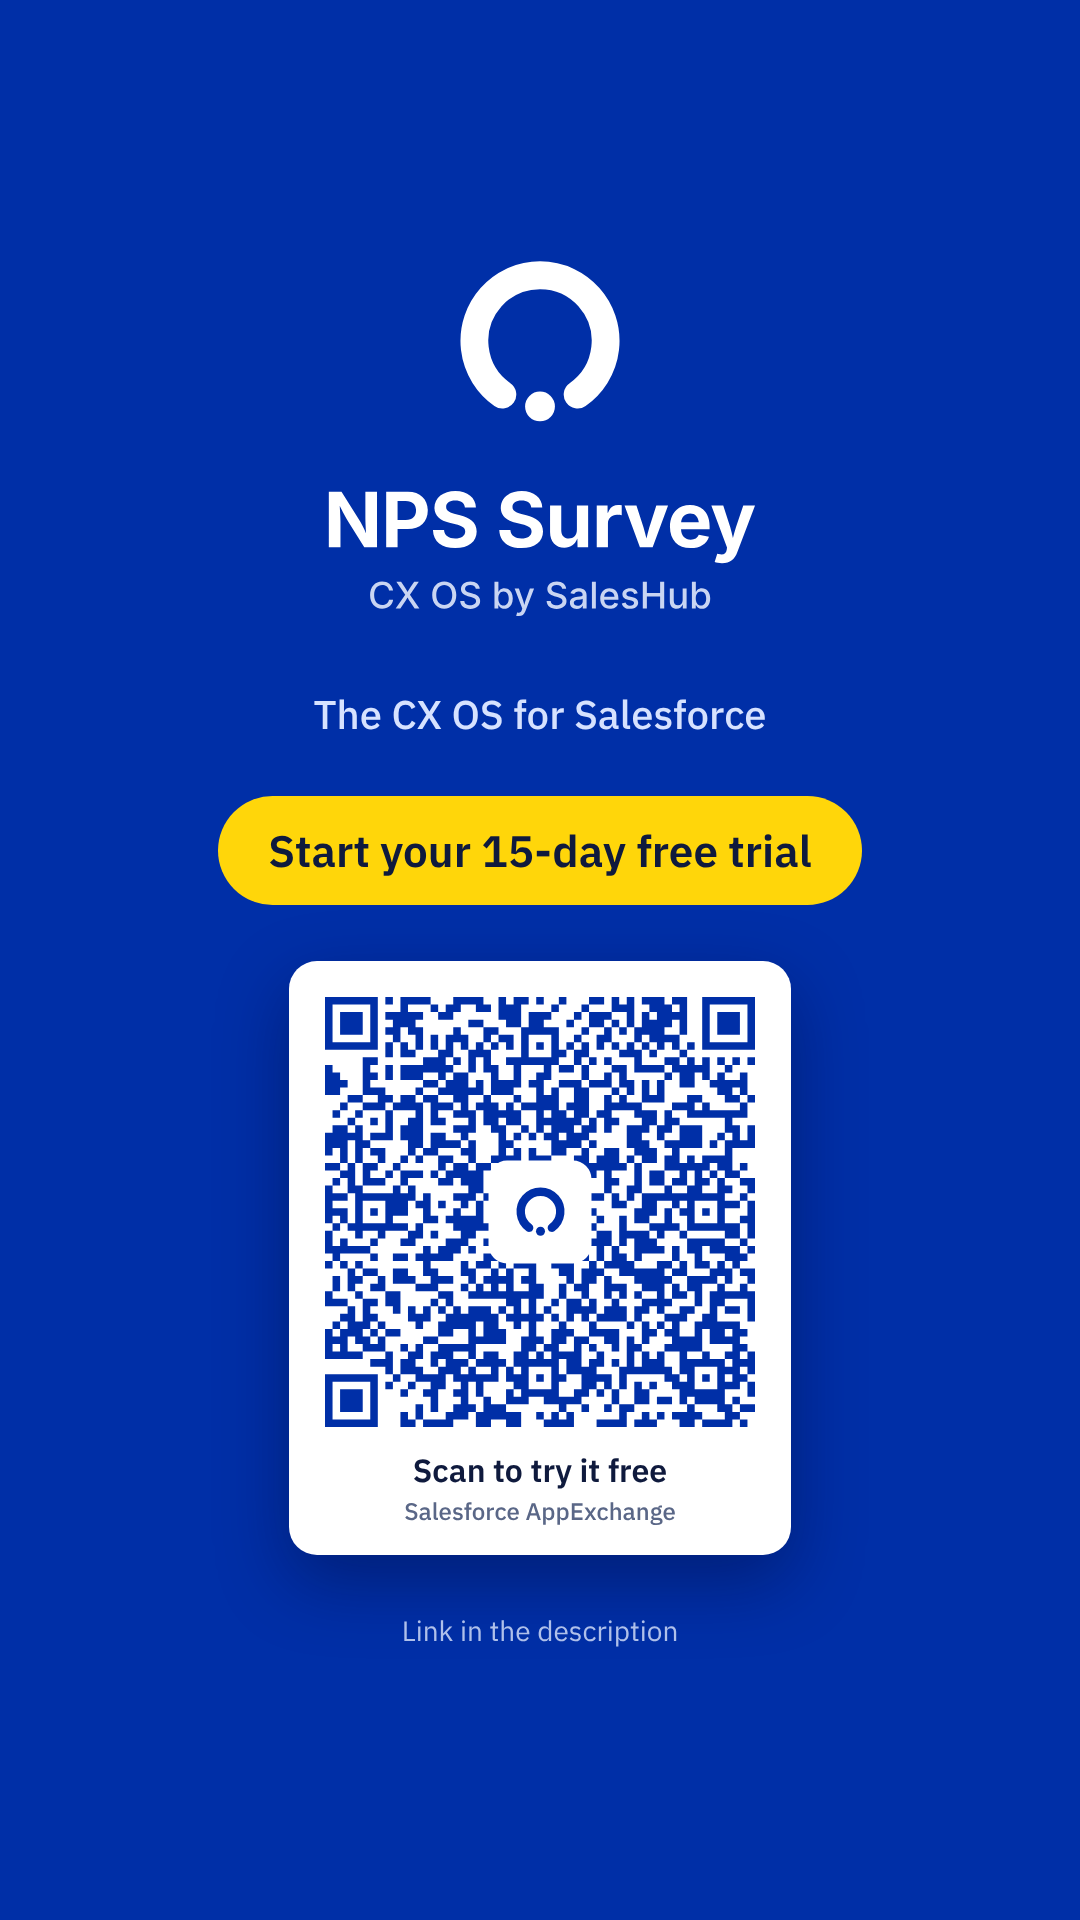 NPS Survey
CX OS by SalesHub
The CX OS for Salesforce
Start your 15-day free trial
Scan to try it free
Salesforce AppExchange
Link in the description